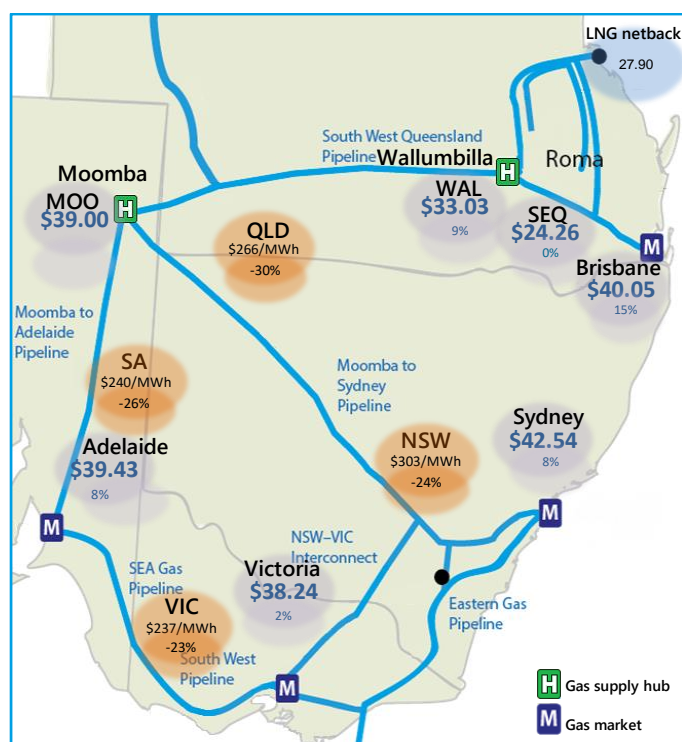 LNG netback
27.90
South West Queensland
Pipeline
Wallumbilla
H
Roma
Moomba
MOO
$39.00
H
WAL
$33.03
9%
SEQ
$24.26
0%
M
Brisbane
$40.05
15%
QLD
$266/MWh
-30%
Moomba to
Adelaide
Pipeline
SA
$240/MWh
-26%
Moomba to
Sydney
Pipeline
Adelaide
$39.43
8%
M
NSW
$303/MWh
-24%
Sydney
$42.54
8%
M
NSW–VIC
Interconnect
SEA Gas
Pipeline
Victoria
$38.24
2%
VIC
$237/MWh
-23%
South West
Pipeline
M
Eastern Gas
Pipeline
H Gas supply hub
M Gas market